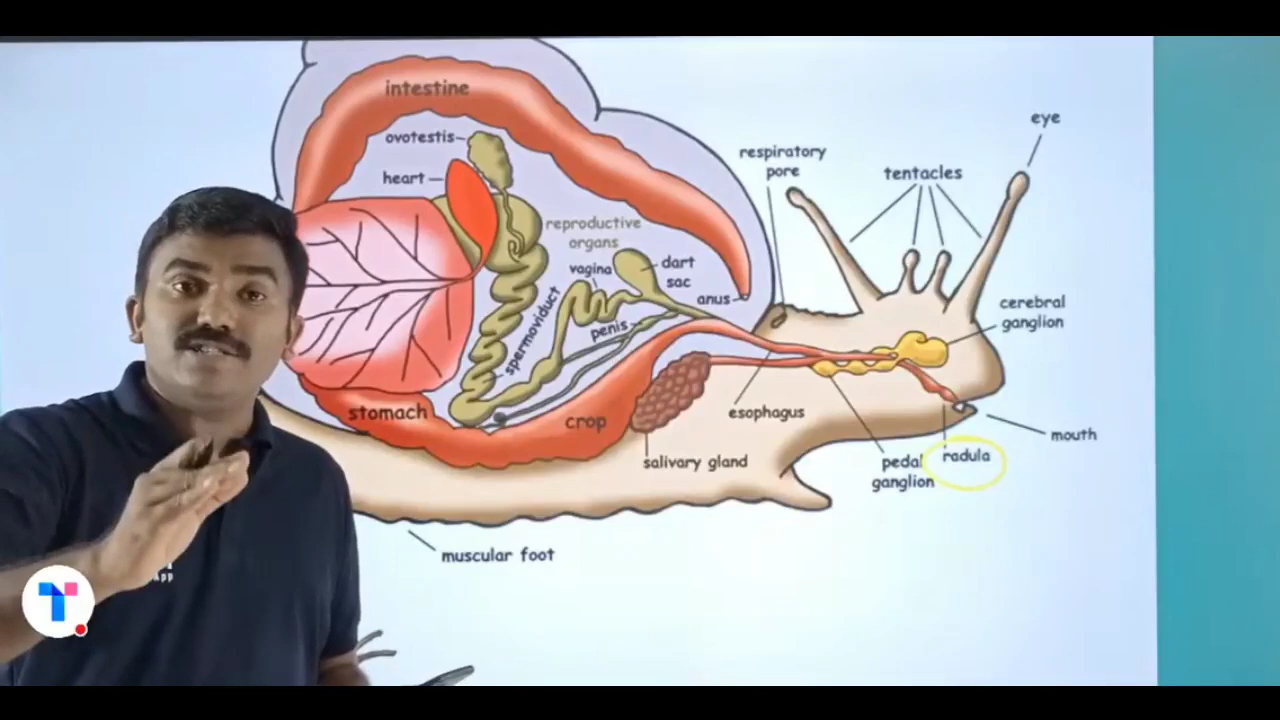 intestine
ovotestis
heart
reproductive
organs
vagina
dart
sac
anus
penis
spermoviduct
stomach
crop
salivary gland
esophagus
muscular foot
respiratory
pore
tentacles
eye
cerebral
ganglion
mouth
radula
pedal
ganglion